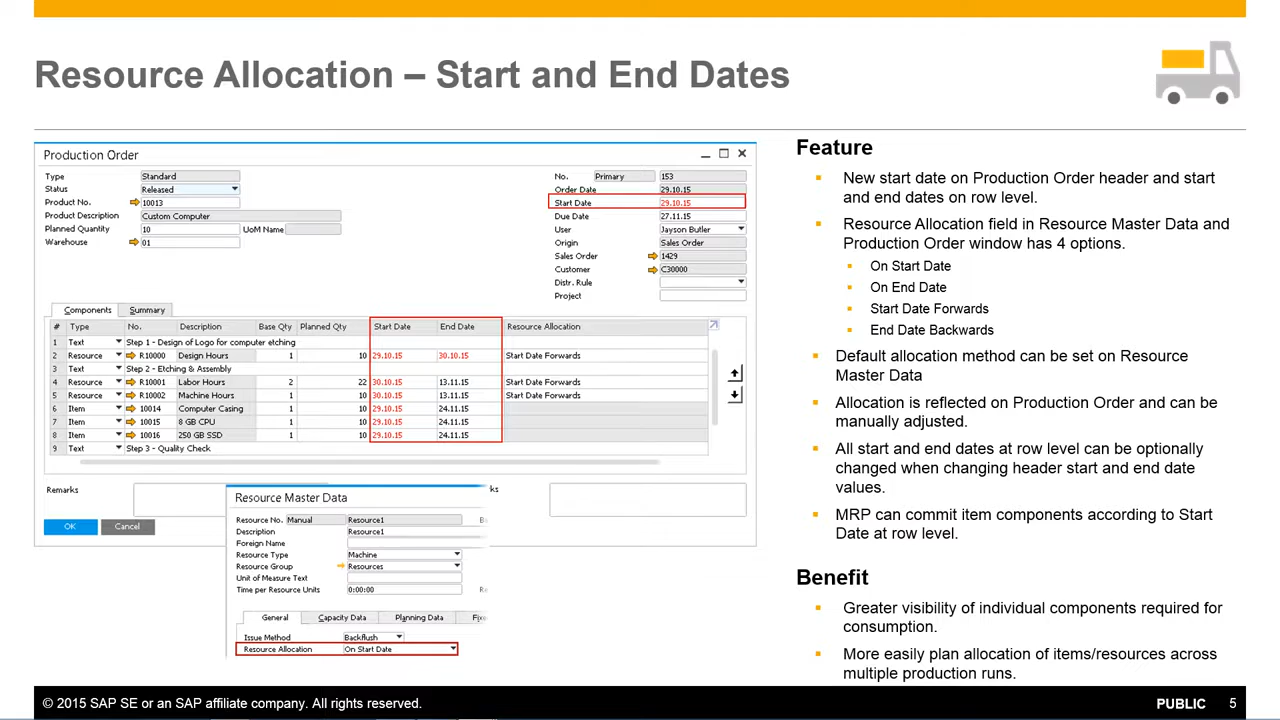 Resource Allocation – Start and End Dates
Production Order
Type Standard
Status Released
Product No. 10013
Product Description Custom Computer
Planned Quantity 10 UoM Name
Warehouse 01
No. Primary 153
Order Date 29.10.15
Start Date 29.10.15
Due Date 27.11.15
User Jayson Butler
Origin Sales Order
Sales Order 1429
Customer C30000
Distr. Rule
Project
Components Summary
# Type No. Description Base Qty Planned Qty Start Date End Date Resource Allocation
1 Text Step 1 - Design of Logo for computer etching
2 Resource R10000 Design Hours 1 10 29.10.15 30.10.15 Start Date Forwards
3 Text Step 2 - Etching & Assembly
4 Resource R10001 Labor Hours 2 22 30.10.15 13.11.15 Start Date Forwards
5 Resource R10002 Machine Hours 1 10 30.10.15 13.11.15 Start Date Forwards
6 Item 10014 Computer Casing 1 10 29.10.15 24.11.15
7 Item 10015 8 GB CPU 1 10 29.10.15 24.11.15
8 Item 10016 250 GB SSD 1 10 29.10.15 24.11.15
9 Text Step 3 - Quality Check
Remarks
OK Cancel
Resource Master Data
Resource No. Manual Resource1
Description Resource1
Foreign Name
Resource Type Machine
Resource Group Resources
Unit of Measure Text
Time per Resource Units 0:00:00
General Capacity Data Planning Data
Issue Method Backflush
Resource Allocation On Start Date
Feature
New start date on Production Order header and start
and end dates on row level.
Resource Allocation field in Resource Master Data and
Production Order window has 4 options.
On Start Date
On End Date
Start Date Forwards
End Date Backwards
Default allocation method can be set on Resource
Master Data
Allocation is reflected on Production Order and can be
manually adjusted.
All start and end dates at row level can be optionally
changed when changing header start and end date
values.
MRP can commit item components according to Start
Date at row level.
Benefit
Greater visibility of individual components required for
consumption.
More easily plan allocation of items/resources across
multiple production runs.
© 2015 SAP SE or an SAP affiliate company. All rights reserved.
PUBLIC 5